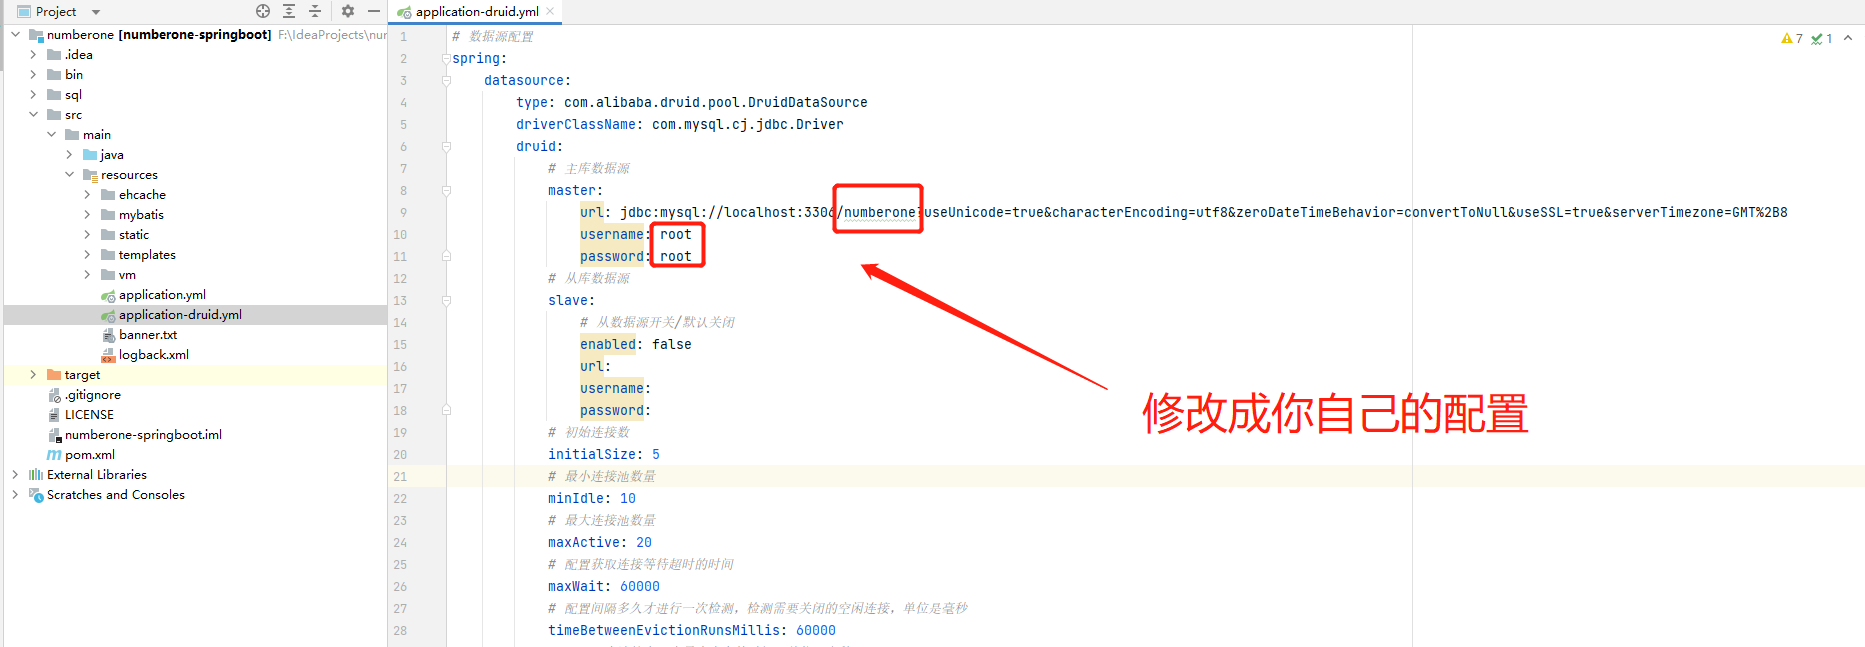 Project
numberone [numberone-springboot] F:\IdeaProjects\nur
.idea
bin
sql
src
main
java
resources
ehcache
mybatis
static
templates
vm
application.yml
application-druid.yml
banner.txt
logback.xml
target
.gitignore
LICENSE
numberone-springboot.iml
pom.xml
External Libraries
Scratches and Consoles
application-druid.yml
7 1
1 # 数据源配置
2 spring:
3 datasource:
4 type: com.alibaba.druid.pool.DruidDataSource
5 driverClassName: com.mysql.cj.jdbc.Driver
6 druid:
7 # 主库数据源
8 master:
9 url: jdbc:mysql://localhost:3306/numberone?useUnicode=true&characterEncoding=utf8&zeroDateTimeBehavior=convertToNull&useSSL=true&serverTimezone=GMT%2B8
10 username: root
11 password: root
12 # 从库数据源
13 slave:
14 # 从数据源开关/默认关闭
15 enabled: false
16 url:
17 username:
18 password:
19 # 初始连接数
20 initialSize: 5
21 # 最小连接池数量
22 minIdle: 10
23 # 最大连接池数量
24 maxActive: 20
25 # 配置获取连接等待超时的时间
26 maxWait: 60000
27 # 配置间隔多久才进行一次检测，检测需要关闭的空闲连接，单位是毫秒
28 timeBetweenEvictionRunsMillis: 60000
修改成你自己的配置